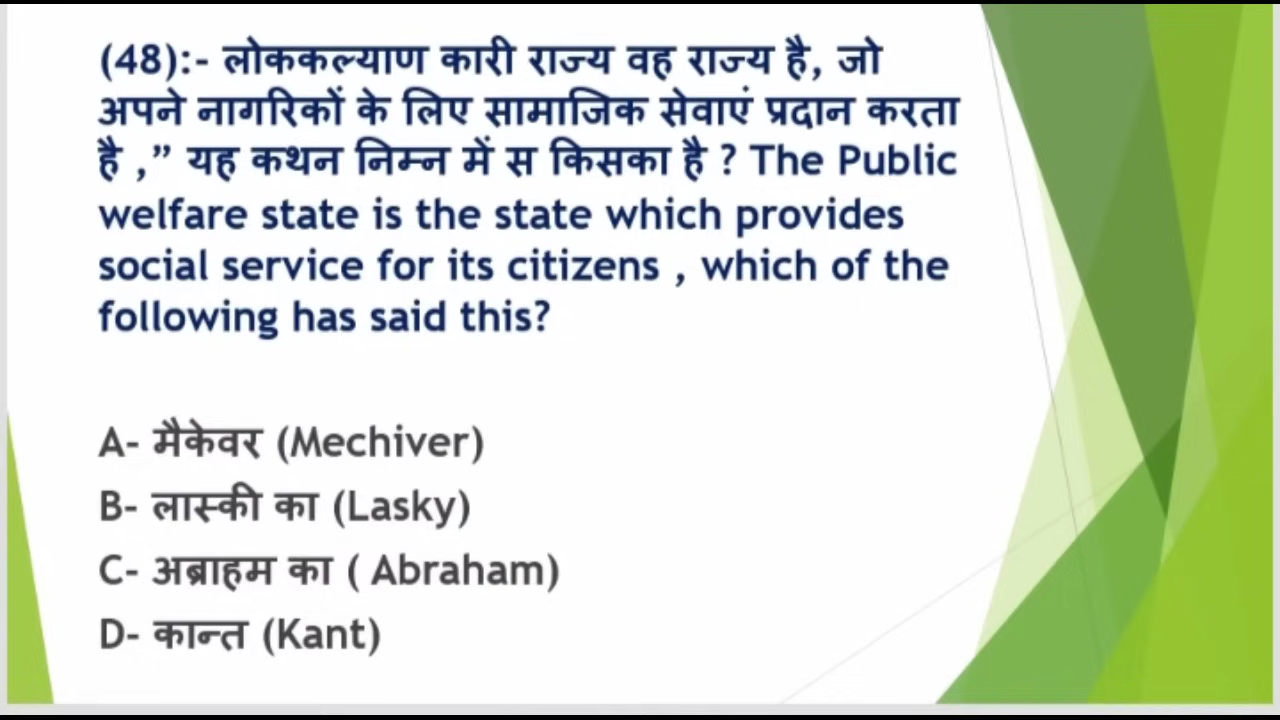 (48):- लोककल्याण कारी राज्य वह राज्य है, जो
अपने नागरिकों के लिए सामाजिक सेवाएं प्रदान करता
है ,” यह कथन निम्न में स किसका है ? The Public
welfare state is the state which provides
social service for its citizens , which of the
following has said this?
A- मैकेवर (Mechiver)
B- लास्की का (Lasky)
C- अब्राहम का ( Abraham)
D- कान्त (Kant)